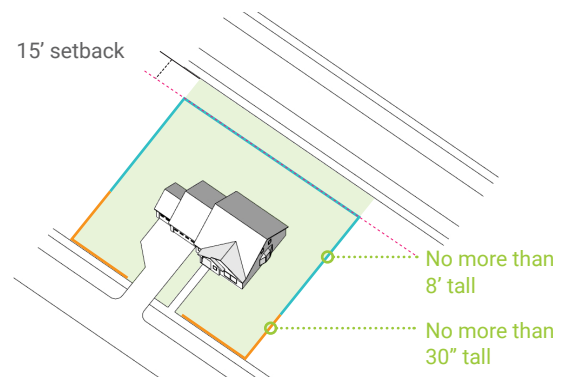 15’ setback
No more than
8’ tall
No more than
30” tall